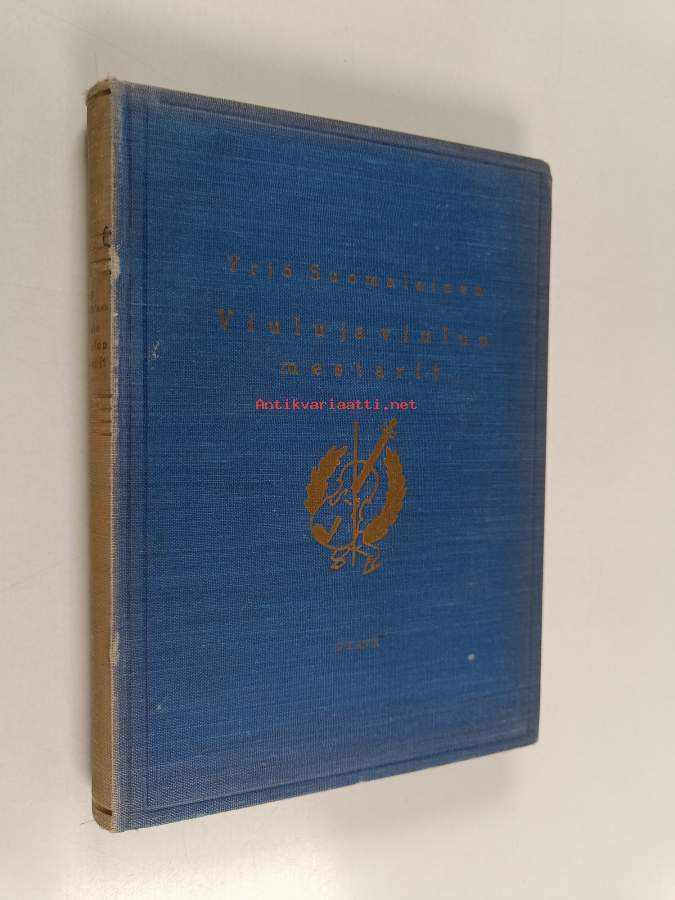 Yrjö Suomalainen
Viulu ja viulun
mestarit
Antikvariaatti.net
OTAVA